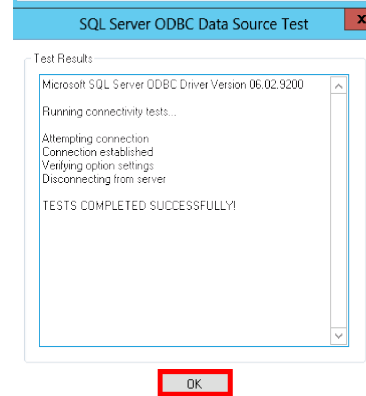 SQL Server ODBC Data Source Test
x
Test Results
Microsoft SQL Server ODBC Driver Version 06.02.9200
Running connectivity tests...
Attempting connection
Connection established
Verifying option settings
Disconnecting from server
TESTS COMPLETED SUCCESSFULLY!
OK